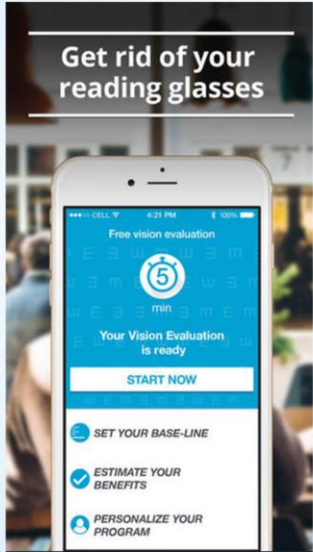 Get rid of your
reading glasses
CELL 4:21 PM 100%
Free vision evaluation
5
min
Your Vision Evaluation
is ready
START NOW
SET YOUR BASE-LINE
ESTIMATE YOUR
BENEFITS
PERSONALIZE YOUR
PROGRAM